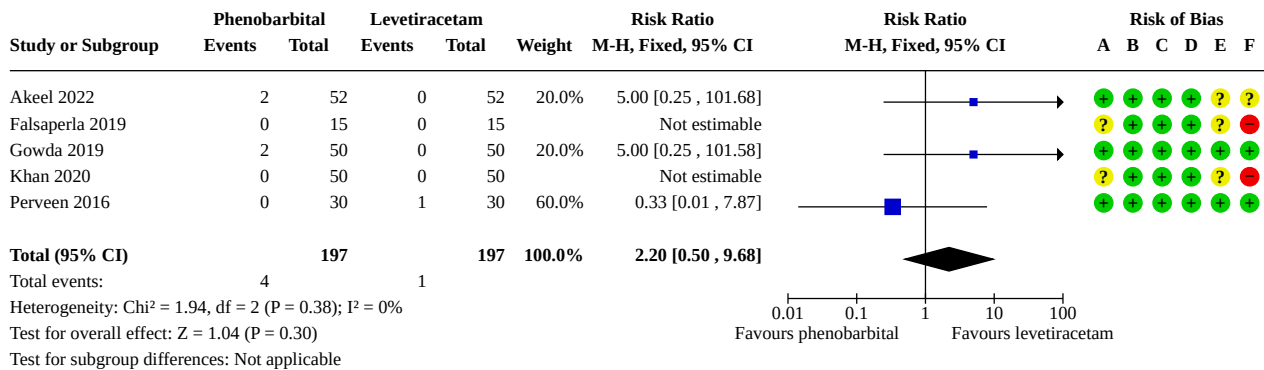 Phenobarbital Levetiracetam Risk Ratio Risk Ratio Risk of Bias
Study or Subgroup Events Total Events Total Weight M-H, Fixed, 95% CI M-H, Fixed, 95% CI A B C D E F
Akeel 2022 2 52 0 52 20.0% 5.00 [0.25 , 101.68] + + + + ? ?
Falsaperla 2019 0 15 0 15 Not estimable ? + + + ? −
Gowda 2019 2 50 0 50 20.0% 5.00 [0.25 , 101.58] + + + + + +
Khan 2020 0 50 0 50 Not estimable ? + + + ? −
Perveen 2016 0 30 1 30 60.0% 0.33 [0.01 , 7.87] + + + + + +
Total (95% CI) 197 197 100.0% 2.20 [0.50 , 9.68]
Total events: 4 1
Heterogeneity: Chi² = 1.94, df = 2 (P = 0.38); I² = 0%
0.01 0.1 1 10 100
Test for overall effect: Z = 1.04 (P = 0.30)
Favours phenobarbital Favours levetiracetam
Test for subgroup differences: Not applicable